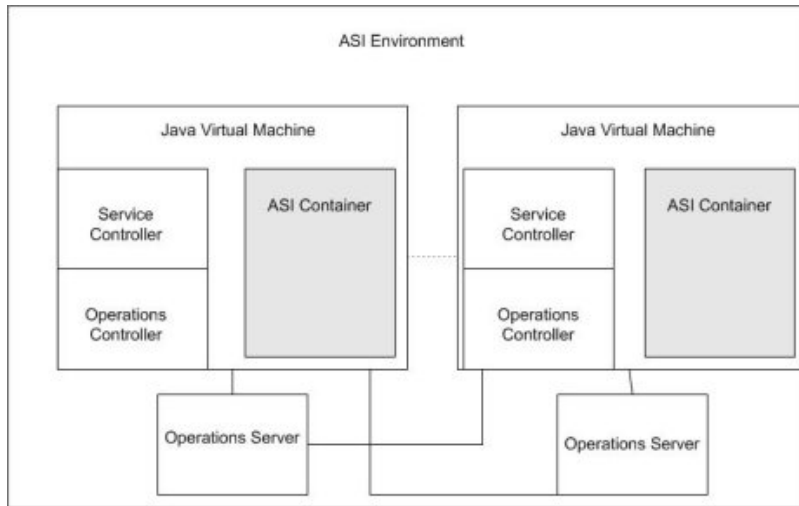 ASI Environment
Java Virtual Machine
Service
Controller
ASI Container
Operations
Controller
Java Virtual Machine
Service
Controller
ASI Container
Operations
Controller
Operations Server
Operations Server